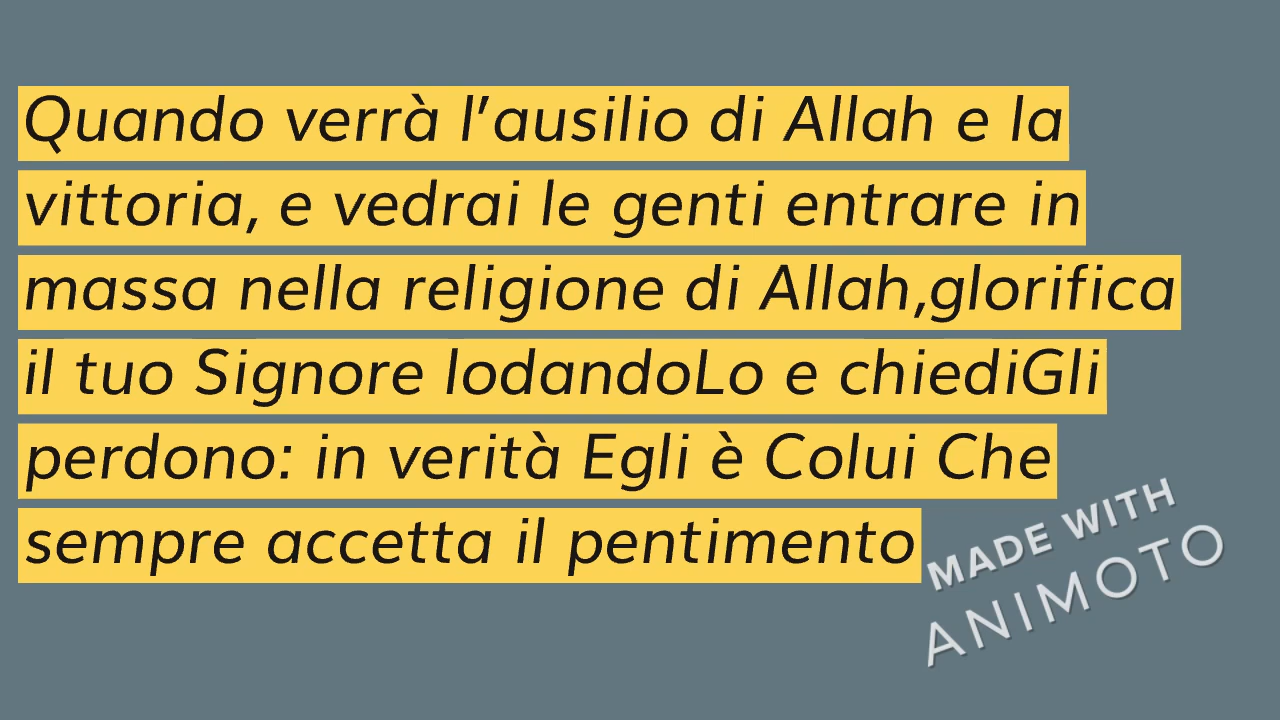 Quando verrà l'ausilio di Allah e la
vittoria, e vedrai le genti entrare in
massa nella religione di Allah,glorifica
il tuo Signore lodandoLo e chiediGli
perdono: in verità Egli è Colui Che
sempre accetta il pentimento
MADE WITH
ANIMOTO